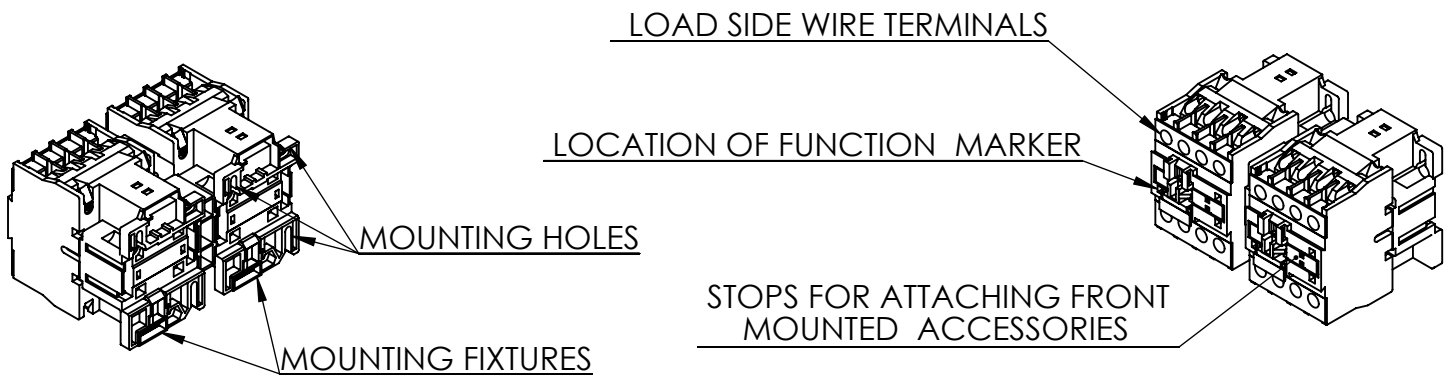 LOAD SIDE WIRE TERMINALS
LOCATION OF FUNCTION MARKER
MOUNTING HOLES
STOPS FOR ATTACHING FRONT
MOUNTED ACCESSORIES
MOUNTING FIXTURES